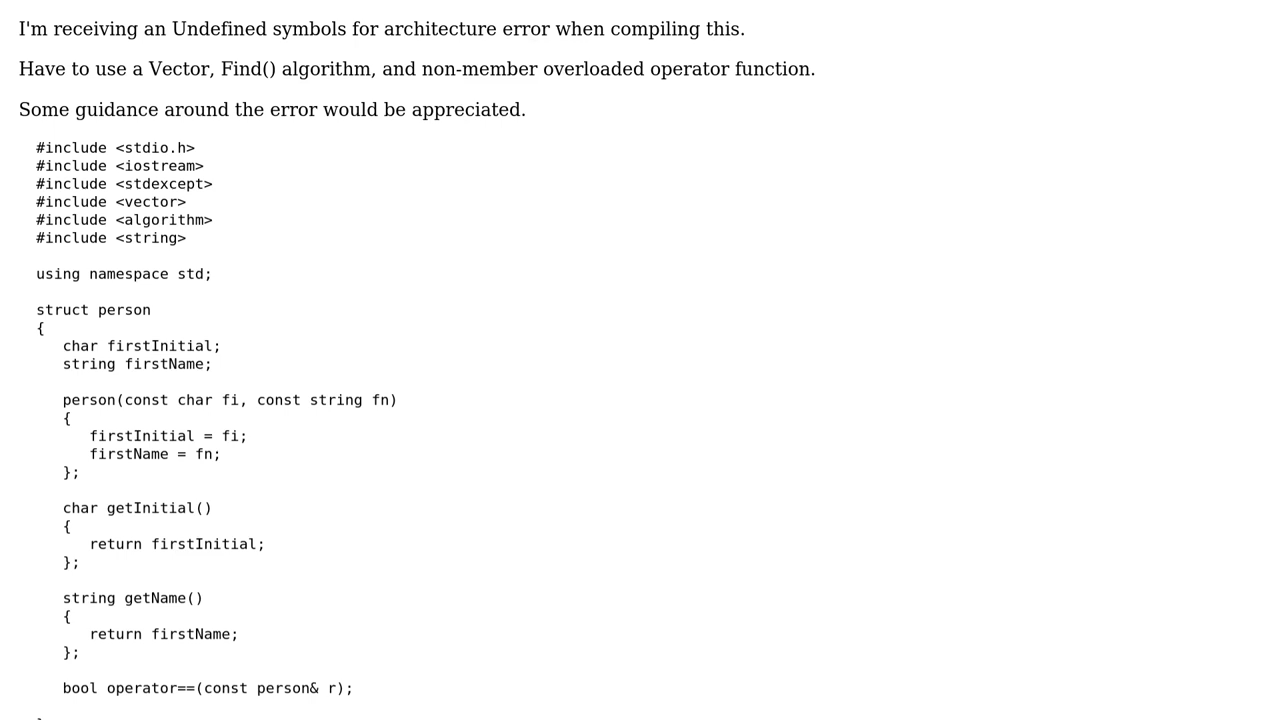 I'm receiving an Undefined symbols for architecture error when compiling this.
Have to use a Vector, Find() algorithm, and non-member overloaded operator function.
Some guidance around the error would be appreciated.
#include <stdio.h>
#include <iostream>
#include <stdexcept>
#include <vector>
#include <algorithm>
#include <string>
using namespace std;
struct person
{
char firstInitial;
string firstName;
person(const char fi, const string fn)
{
firstInitial = fi;
firstName = fn;
};
char getInitial()
{
return firstInitial;
};
string getName()
{
return firstName;
};
bool operator==(const person& r);